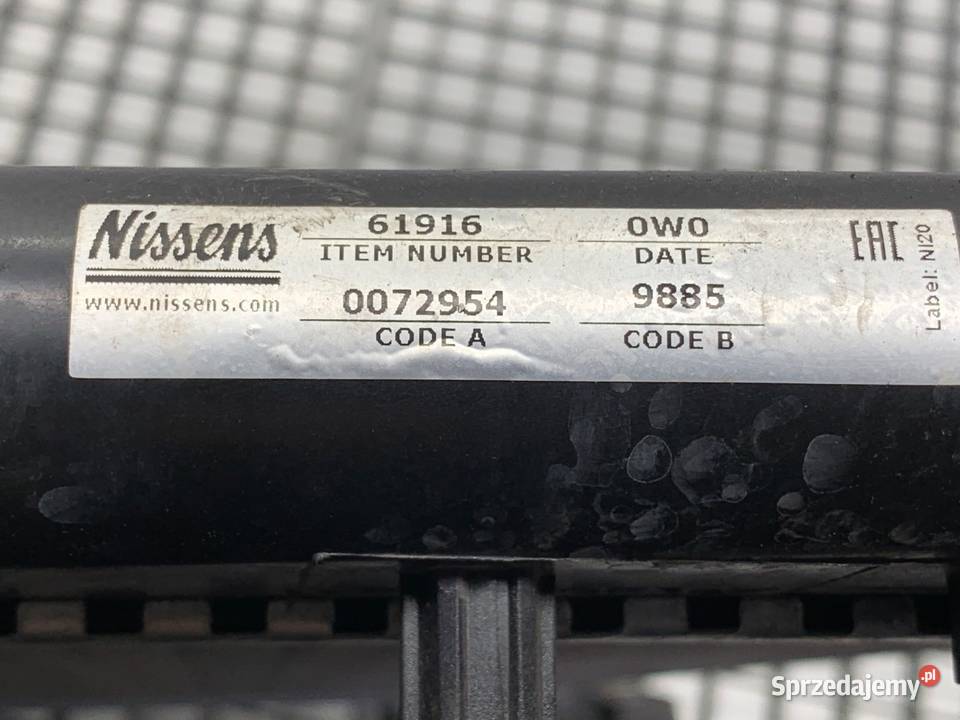 Nissens
www.nissens.com
61916
ITEM NUMBER
0072954
CODE A
0W0
DATE
9885
CODE B
EAC
Label: NI20
Sprzedajemy.pl